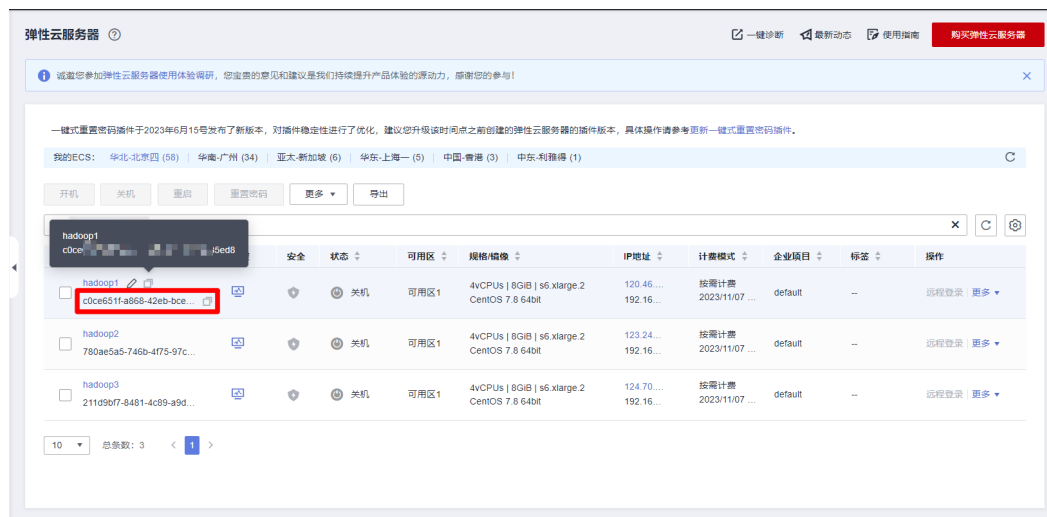 弹性云服务器
一键诊断 最新动态 使用指南 购买弹性云服务器
诚邀您参加弹性云服务器使用体验调研，您宝贵的意见和建议是我们持续提升产品体验的源动力，感谢您的参与！
一键式重置密码插件于2023年6月15号发布了新版本，对插件稳定性进行了优化，建议您升级该时间点之前创建的弹性云服务器的插件版本，具体操作请参考更新一键式重置密码插件。
我的ECS： 华北-北京四 (58) 华南-广州 (34) 亚太-新加坡 (6) 华东-上海一 (5) 中国-香港 (3) 中东-利雅得 (1)
开机 关机 重启 重置密码 更多 导出
hadoop1
c0ce 45ed8
安全 状态 可用区 规格/镜像 IP地址 计费模式 企业项目 标签 操作
hadoop1
c0ce651f-a868-42eb-bce...
关机 可用区1
4vCPUs | 8GiB | s6.xlarge.2
CentOS 7.8 64bit
120.46....
192.16...
按需计费
2023/11/07 ...
default -- 远程登录 更多
hadoop2
780ae5a5-746b-4f75-97c...
关机 可用区1
4vCPUs | 8GiB | s6.xlarge.2
CentOS 7.8 64bit
123.24...
192.16...
按需计费
2023/11/07 ...
default -- 远程登录 更多
hadoop3
211d9bf7-8481-4c89-a9d...
关机 可用区1
4vCPUs | 8GiB | s6.xlarge.2
CentOS 7.8 64bit
124.70....
192.16...
按需计费
2023/11/07 ...
default -- 远程登录 更多
10 总条数：3 < 1 >